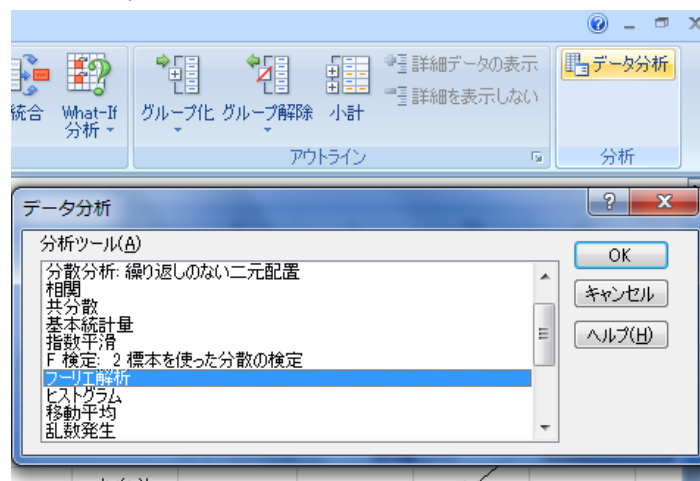 統合
What-If
分析
グループ化
グループ解除
小計
詳細データの表示
詳細を表示しない
アウトライン
データ分析
分析
データ分析
分析ツール(A)
分散分析: 繰り返しのない二元配置
相関
共分散
基本統計量
指数平滑
F 検定: 2 標本を使った分散の検定
フーリエ解析
ヒストグラム
移動平均
乱数発生
OK
キャンセル
ヘルプ(H)